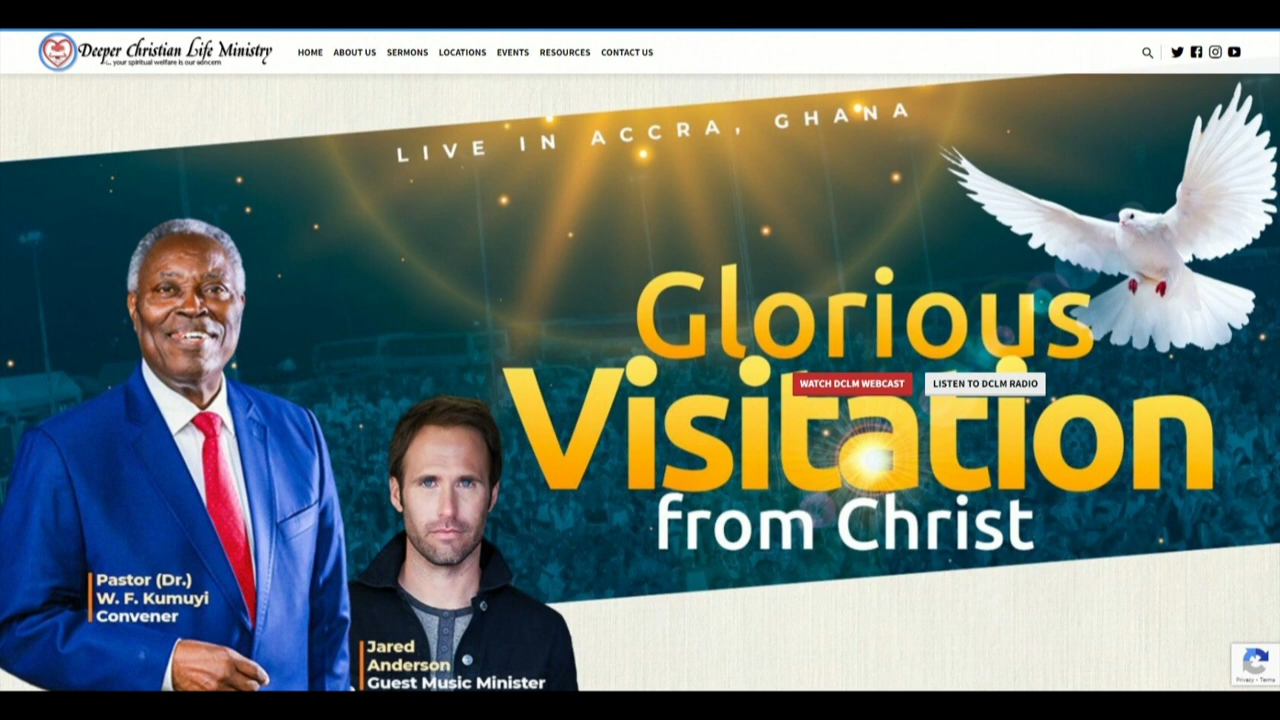 Deeper Christian Life Ministry
... your spiritual welfare is our concern
HOME ABOUT US SERMONS LOCATIONS EVENTS RESOURCES CONTACT US
LIVE IN ACCRA, GHANA
Glorious
Visitation
from Christ
WATCH DCLM WEBCAST LISTEN TO DCLM RADIO
Pastor (Dr.)
W. F. Kumuyi
Convener
Jared
Anderson
Guest Music Minister
Privacy - Terms